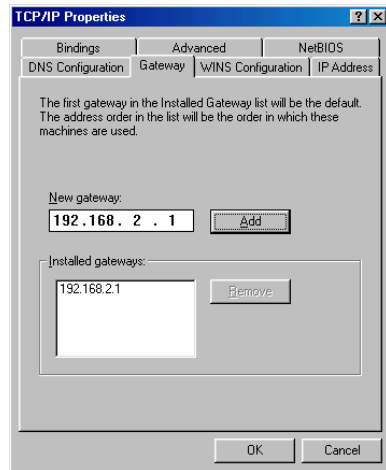 TCP/IP Properties
Bindings Advanced NetBIOS
DNS Configuration Gateway WINS Configuration IP Address
The first gateway in the Installed Gateway list will be the default.
The address order in the list will be the order in which these
machines are used.
New gateway:
192.168. 2 . 1 Add
Installed gateways:
192.168.2.1 Remove
OK Cancel